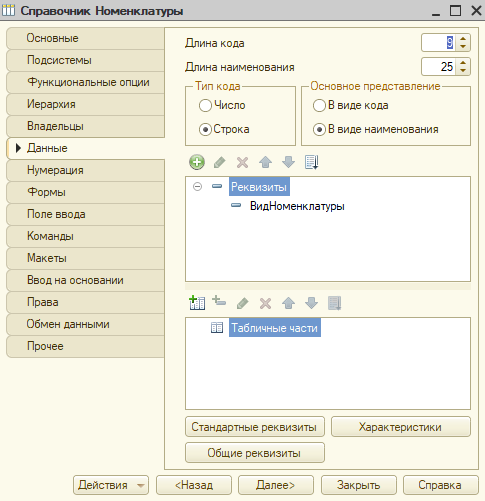 Справочник Номенклатуры
Основные
Подсистемы
Функциональные опции
Иерархия
Владельцы
Данные
Нумерация
Формы
Поле ввода
Команды
Макеты
Ввод на основании
Права
Обмен данными
Прочее
Длина кода 9
Длина наименования 25
Тип кода
Число
Строка
Основное представление
В виде кода
В виде наименования
Реквизиты
ВидНоменклатуры
Табличные части
Стандартные реквизиты Характеристики
Общие реквизиты
Действия <Назад Далее> Закрыть Справка